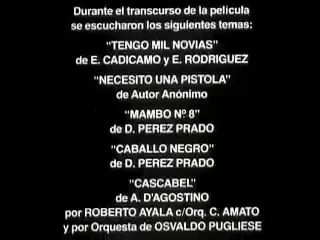 Durante el transcurso de la película
se escucharon los siguientes temas:
"TENGO MIL NOVIAS"
de E. CADICAMO y E. RODRIGUEZ
"NECESITO UNA PISTOLA"
de Autor Anónimo
"MAMBO Nº 8"
de D. PEREZ PRADO
"CABALLO NEGRO"
de D. PEREZ PRADO
"CASCABEL"
de A. D'AGOSTINO
por ROBERTO AYALA c/Orq. C. AMATO
y por Orquesta de OSVALDO PUGLIESE